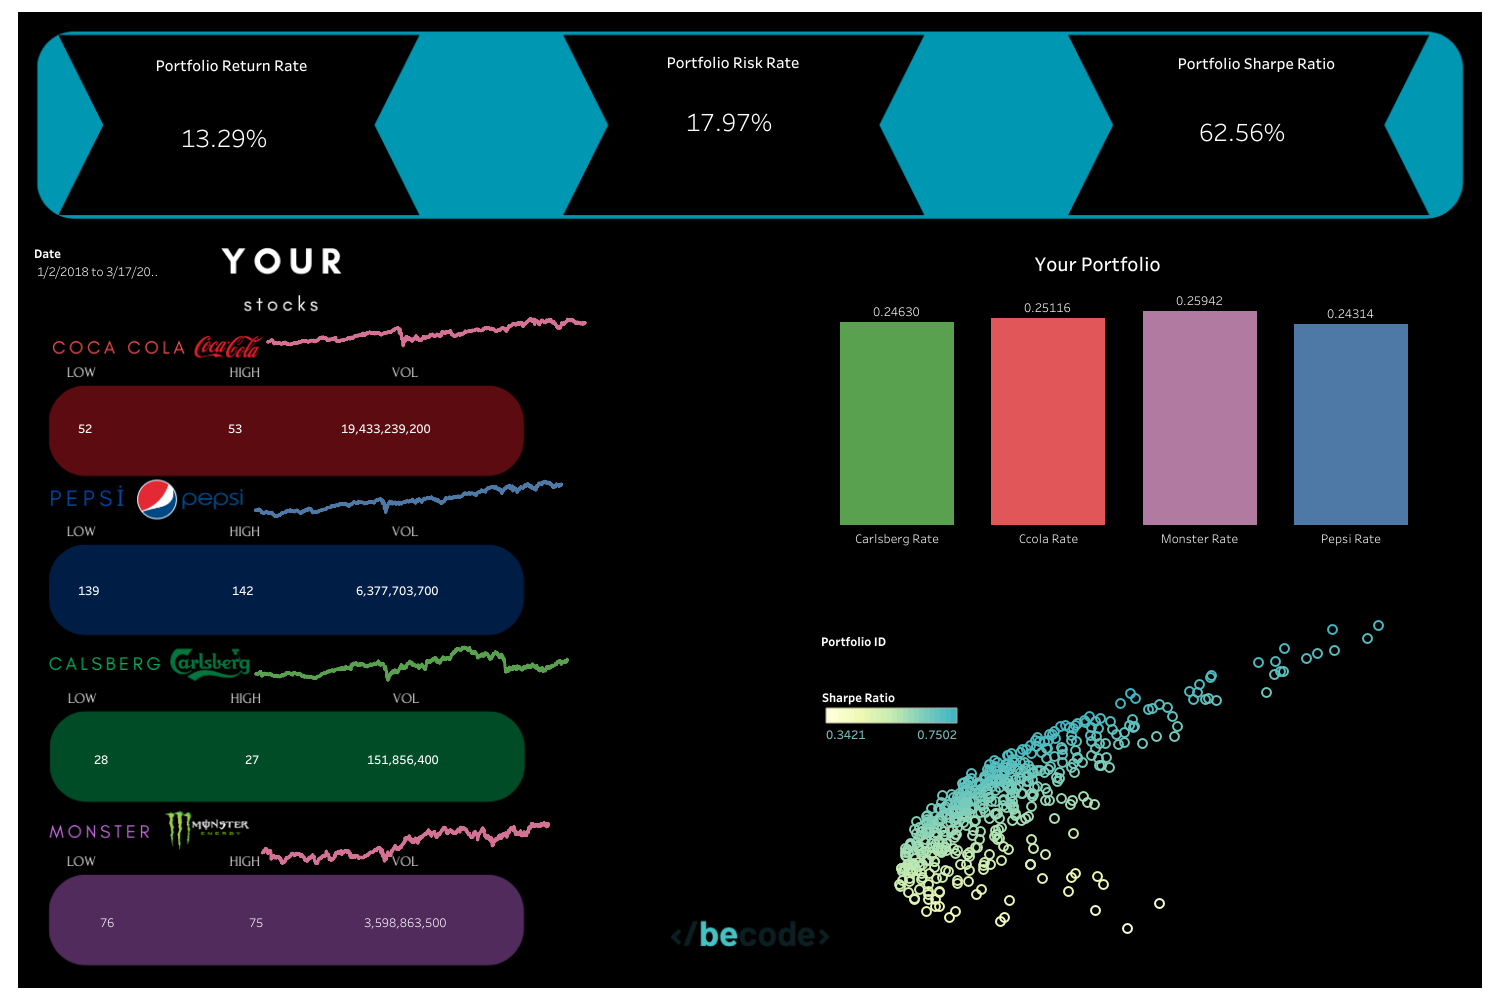 Portfolio Return Rate
13.29%
Portfolio Risk Rate
17.97%
Portfolio Sharpe Ratio
62.56%
Date
1/2/2018 to 3/17/20..
YOUR
stocks
COCA COLA Coca-Cola
LOW HIGH VOL
52 53 19,433,239,200
PEPSİ pepsi
LOW HIGH VOL
139 142 6,377,703,700
CALSBERG Carlsberg
LOW HIGH VOL
28 27 151,856,400
MONSTER MONSTER
ENERGY
LOW HIGH VOL
76 75 3,598,863,500
Your Portfolio
0.24630 0.25116 0.25942 0.24314
Carlsberg Rate Ccola Rate Monster Rate Pepsi Rate
Portfolio ID
Sharpe Ratio
0.3421 0.7502
</becode>